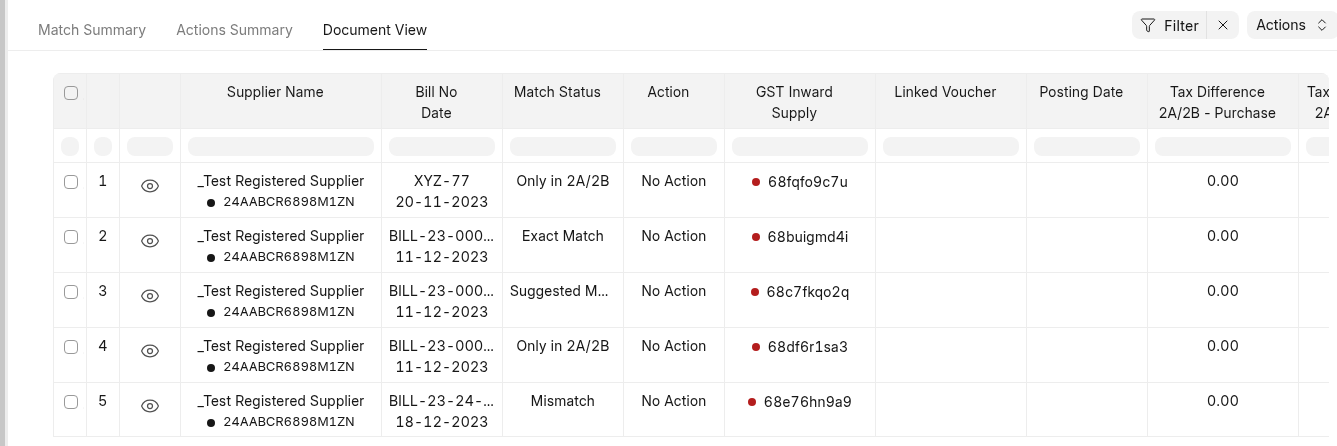 Match Summary Actions Summary Document View Filter × Actions
Supplier Name Bill No Match Status Action GST Inward Linked Voucher Posting Date Tax Difference Tax
Date Supply 2A/2B - Purchase 2A
1 _Test Registered Supplier XYZ-77 Only in 2A/2B No Action 68fqfo9c7u 0.00
24AABCR6898M1ZN 20-11-2023
2 _Test Registered Supplier BILL-23-000... Exact Match No Action 68buigmd4i 0.00
24AABCR6898M1ZN 11-12-2023
3 _Test Registered Supplier BILL-23-000... Suggested M... No Action 68c7fkqo2q 0.00
24AABCR6898M1ZN 11-12-2023
4 _Test Registered Supplier BILL-23-000... Only in 2A/2B No Action 68df6r1sa3 0.00
24AABCR6898M1ZN 11-12-2023
5 _Test Registered Supplier BILL-23-24-... Mismatch No Action 68e76hn9a9 0.00
24AABCR6898M1ZN 18-12-2023